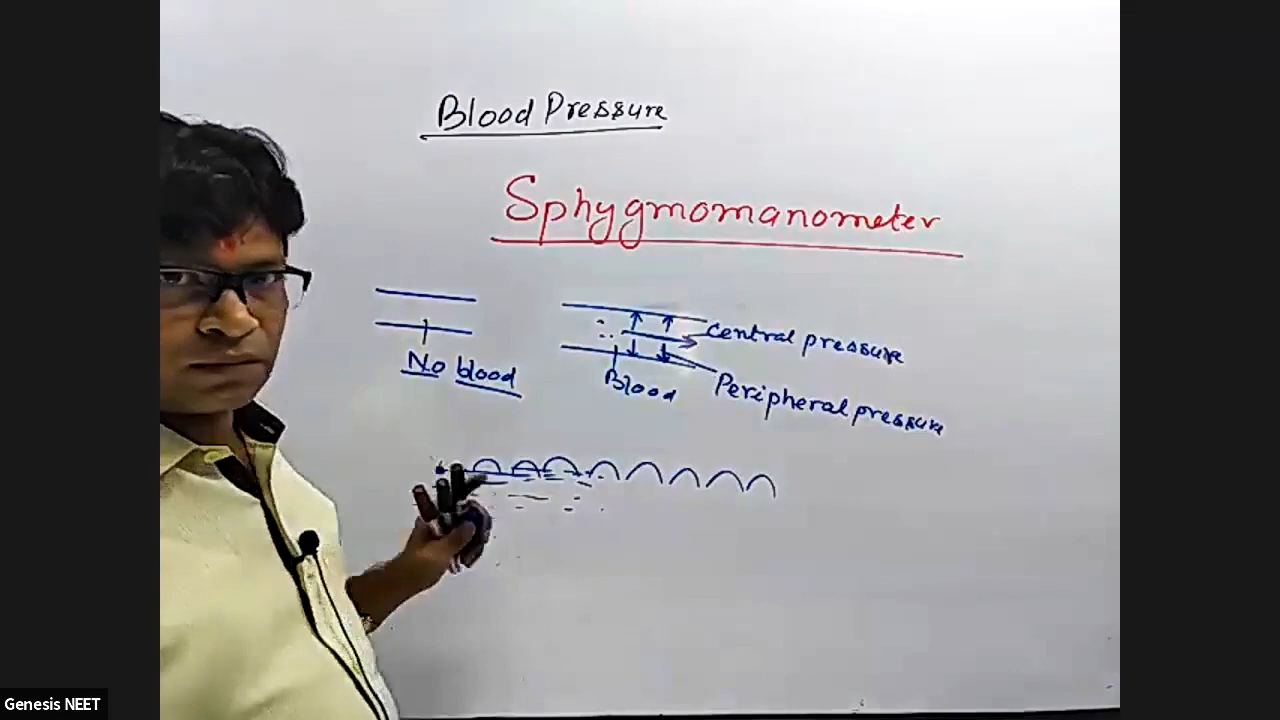 Blood Pressure
Sphygmomanometer
Central pressure
No blood
Blood
Peripheral pressure
Genesis NEET